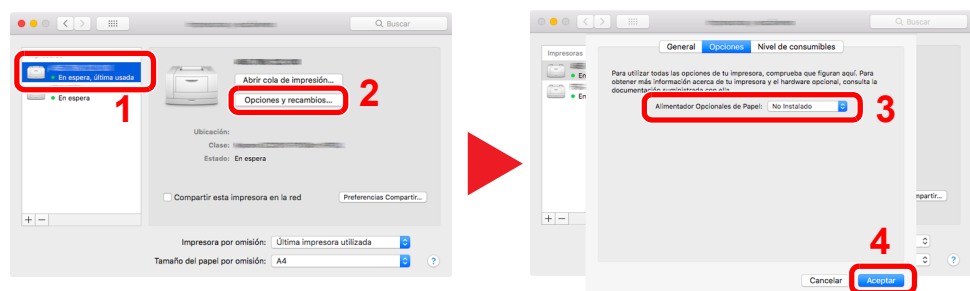 Buscar
En espera, última usada
En espera
1
Abrir cola de impresión...
Opciones y recambios...
2
Ubicación:
Clase:
Estado: En espera
Compartir esta impresora en la red
Preferencias Compartir...
+ −
Impresora por omisión: Última impresora utilizada
Tamaño del papel por omisión: A4
?
Buscar
Impresoras
En
En
General Opciones Nivel de consumibles
Para utilizar todas las opciones de tu impresora, comprueba que figuran aquí. Para
obtener más información acerca de tu impresora y el hardware opcional, consulta la
documentación suministrada con ella.
Alimentador Opcionales de Papel: No Instalado
3
mpartir...
+ −
4
?
Cancelar
Aceptar